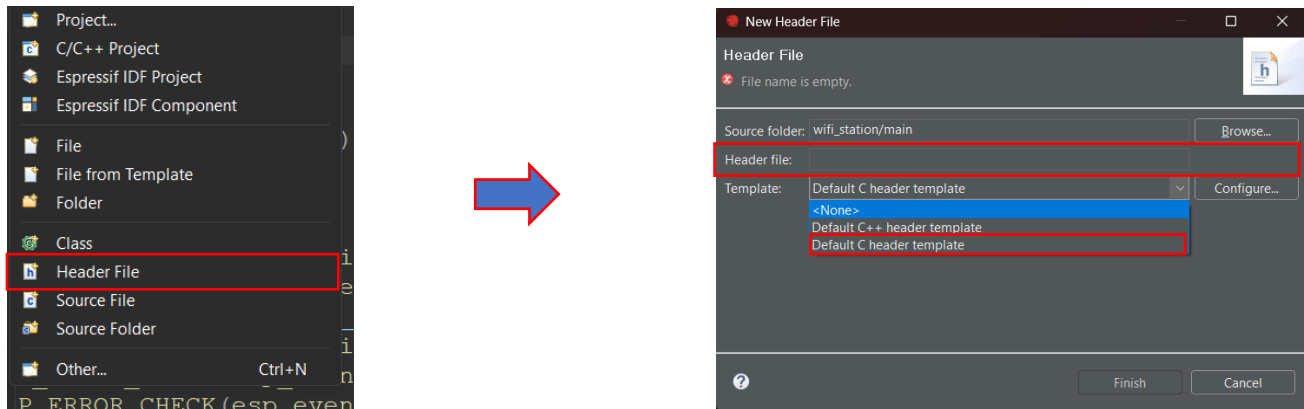 Project...
C/C++ Project
Espressif IDF Project
Espressif IDF Component
File
)
File from Template
Folder
Class
Header File
Source File
Source Folder
Other... Ctrl+N
P_ERROR_CHECK(esp_even
New Header File
Header File
File name is empty.
h
Source folder: wifi_station/main Browse...
Header file:
Template: Default C header template Configure...
<None>
Default C++ header template
Default C header template
? Finish Cancel